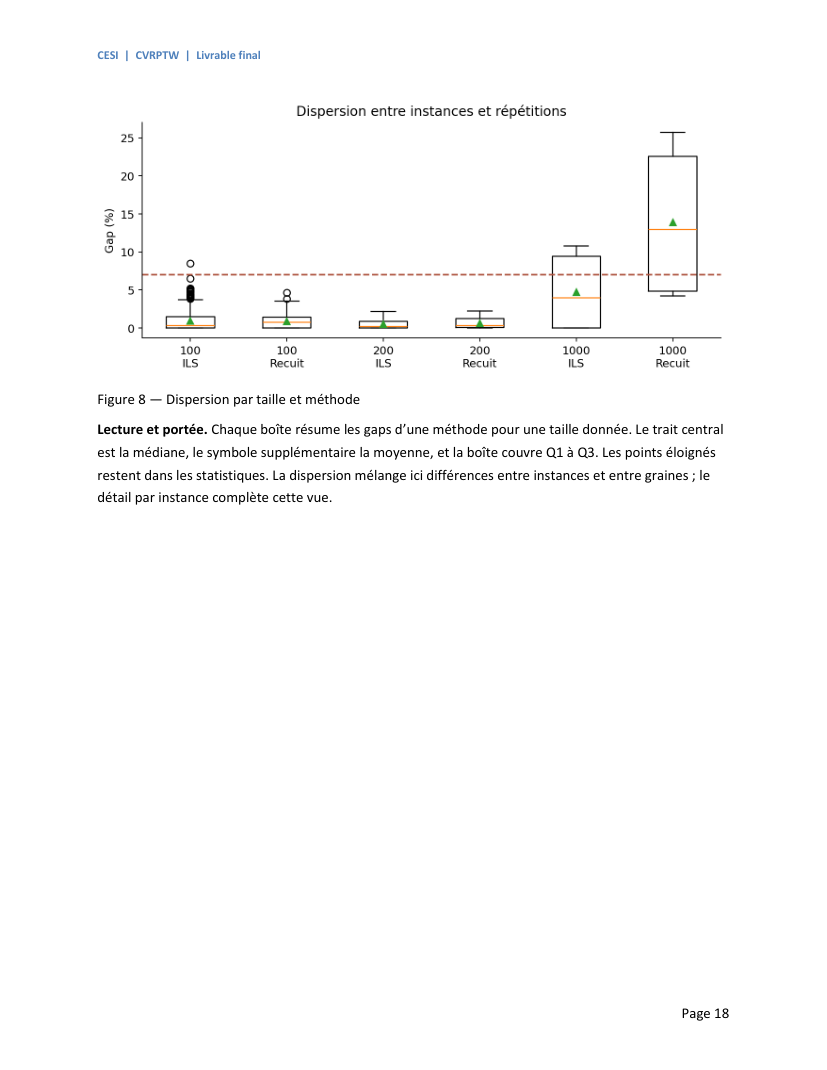 CESI | CVRPTW | Livrable final
Dispersion entre instances et répétitions
Gap (%)
25
20
15
10
5
0
100 100 200 200 1000 1000
ILS Recuit ILS Recuit ILS Recuit
Figure 8 — Dispersion par taille et méthode
Lecture et portée. Chaque boîte résume les gaps d’une méthode pour une taille donnée. Le trait central
est la médiane, le symbole supplémentaire la moyenne, et la boîte couvre Q1 à Q3. Les points éloignés
restent dans les statistiques. La dispersion mélange ici différences entre instances et entre graines ; le
détail par instance complète cette vue.
Page 18